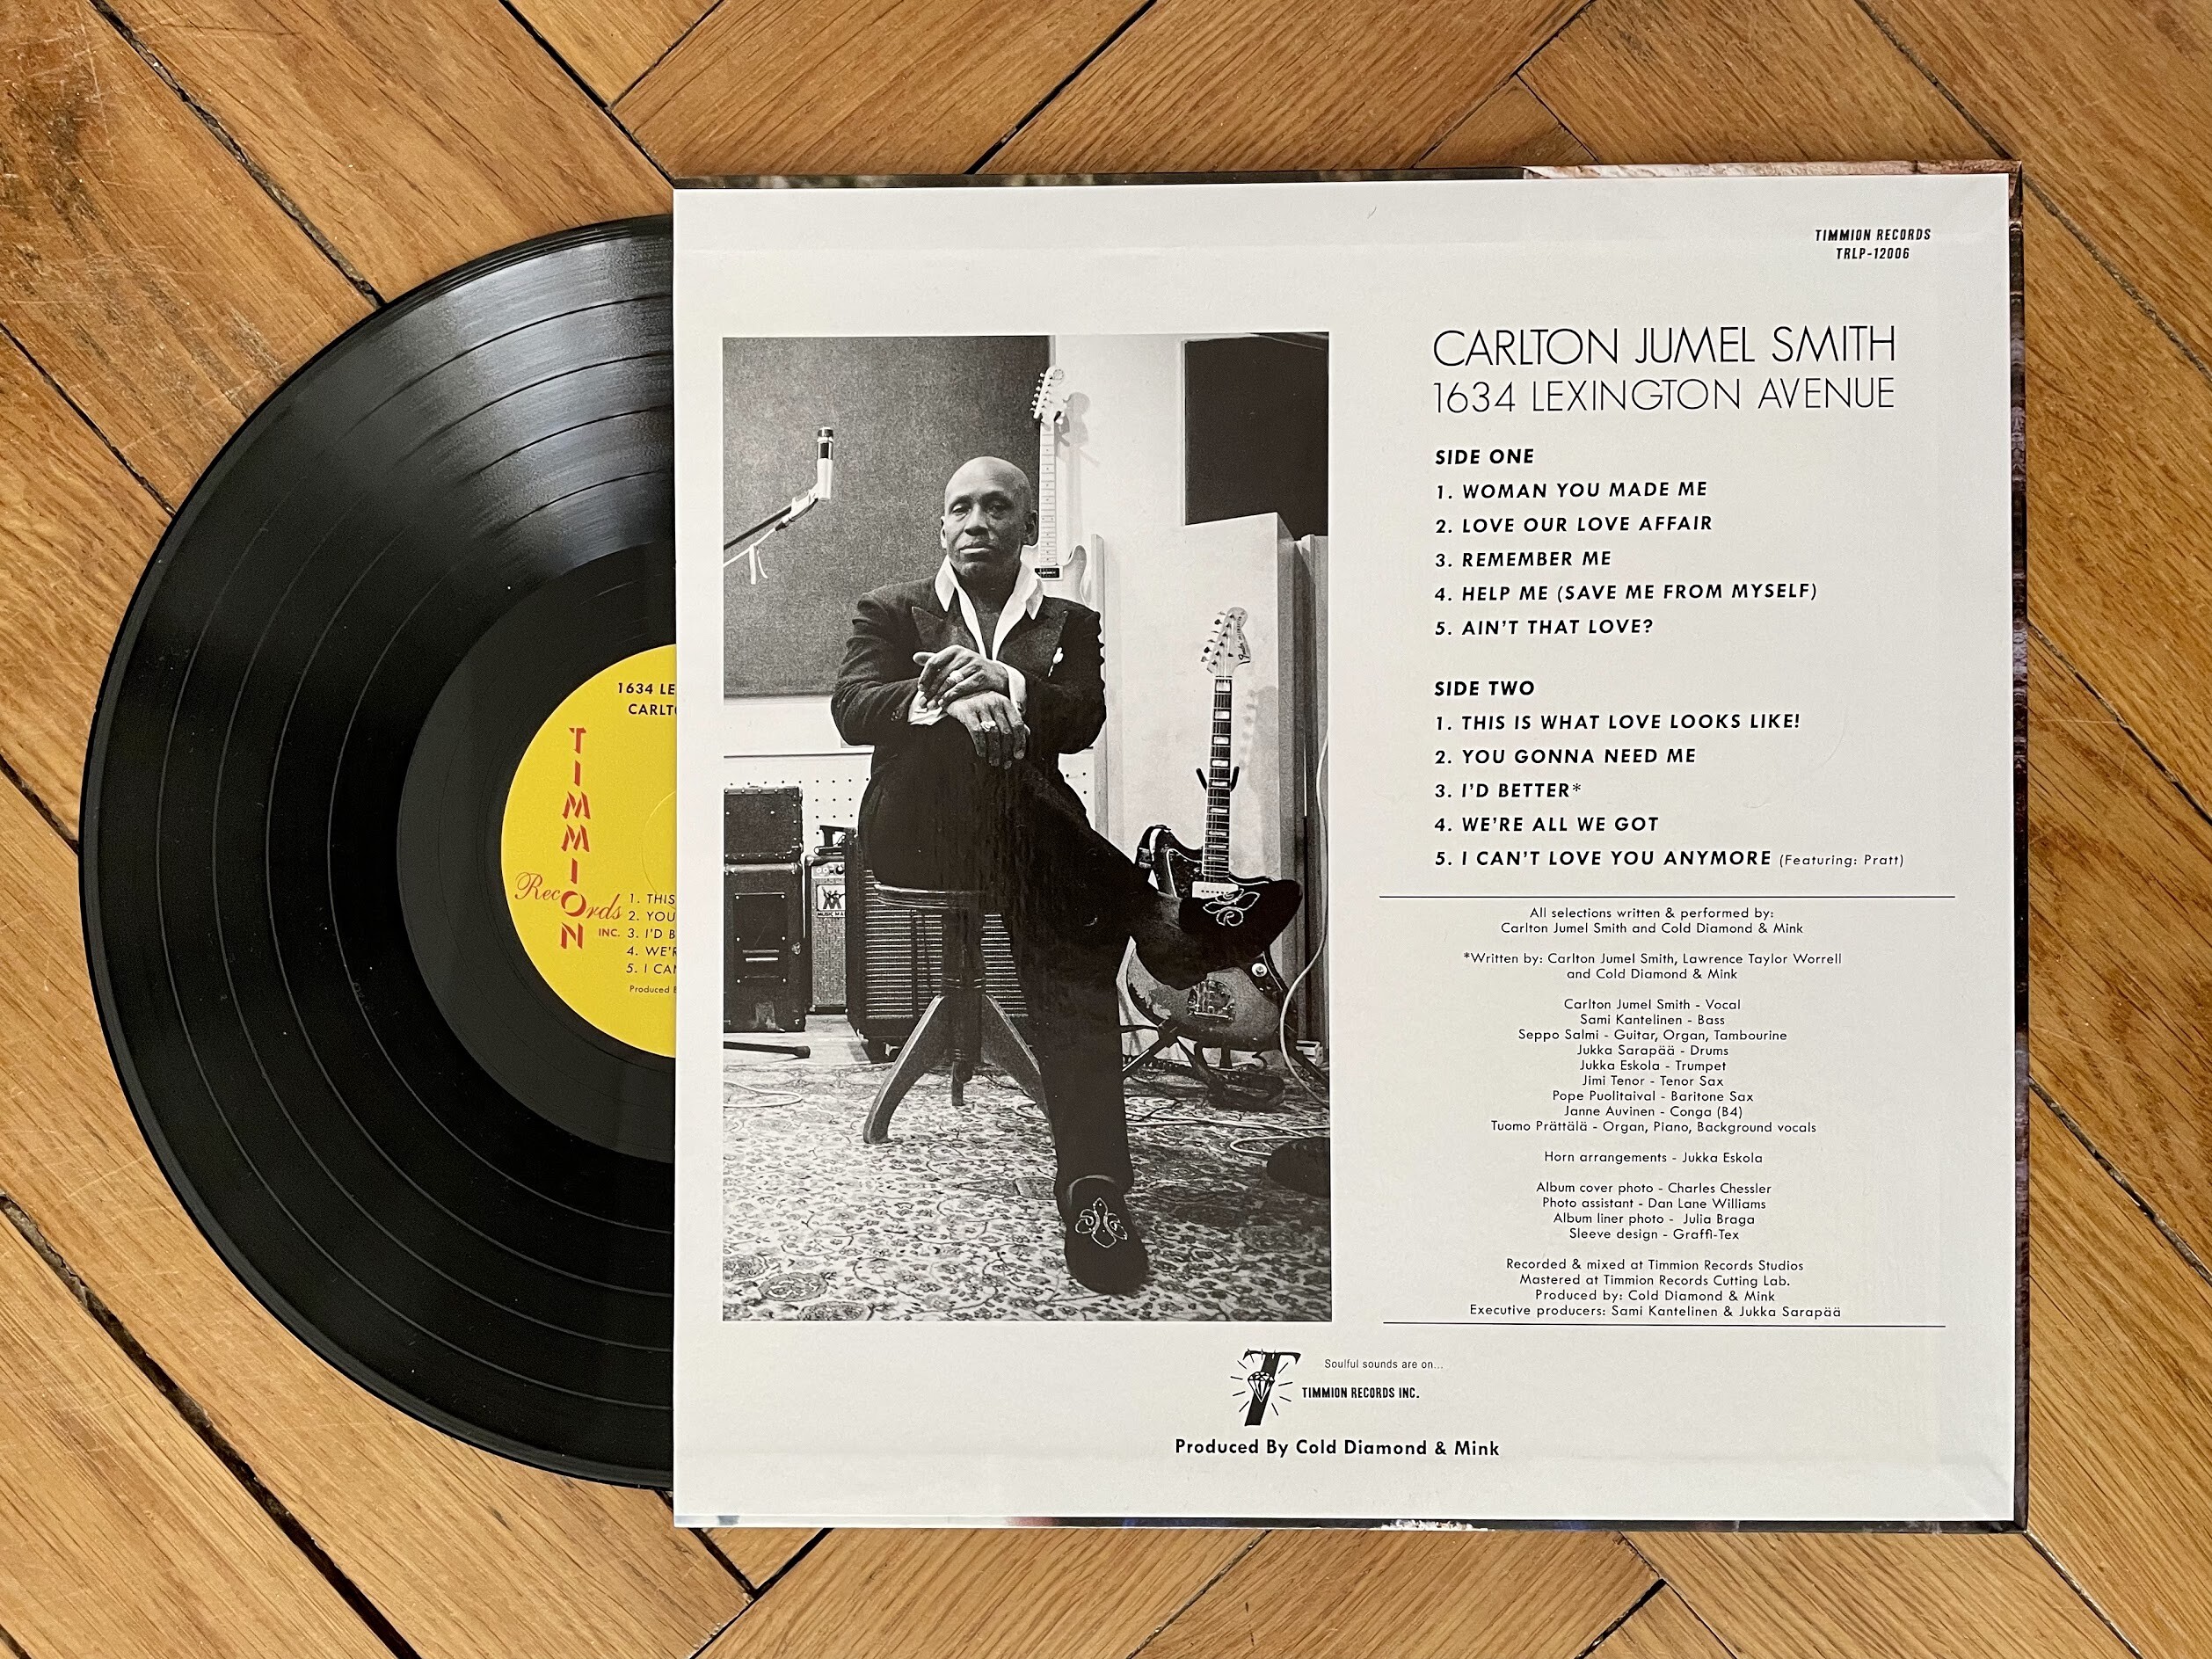 TIMMION RECORDS
TRLP-12006
CARLTON JUMEL SMITH
1634 LEXINGTON AVENUE
SIDE ONE
1. WOMAN YOU MADE ME
2. LOVE OUR LOVE AFFAIR
3. REMEMBER ME
4. HELP ME (SAVE ME FROM MYSELF)
5. AIN'T THAT LOVE?
SIDE TWO
1. THIS IS WHAT LOVE LOOKS LIKE!
2. YOU GONNA NEED ME
3. I'D BETTER*
4. WE'RE ALL WE GOT
5. I CAN'T LOVE YOU ANYMORE (Featuring: Pratt)
All selections written & performed by:
Carlton Jumel Smith and Cold Diamond & Mink
*Written by: Carlton Jumel Smith, Lawrence Taylor Worrell
and Cold Diamond & Mink
Carlton Jumel Smith - Vocal
Sami Kantelinen - Bass
Seppo Salmi - Guitar, Organ, Tambourine
Jukka Sarapää - Drums
Jukka Eskola - Trumpet
Jimi Tenor - Tenor Sax
Pope Puolitaival - Baritone Sax
Janne Auvinen - Conga (B4)
Tuomo Prättälä - Organ, Piano, Background vocals
Horn arrangements - Jukka Eskola
Album cover photo - Charles Chessler
Photo assistant - Dan Lane Williams
Album liner photo - Julia Braga
Sleeve design - Graffi-Tex
Recorded & mixed at Timmion Records Studios
Mastered at Timmion Records Cutting Lab.
Produced by: Cold Diamond & Mink
Executive producers: Sami Kantelinen & Jukka Sarapää
T
Soulful sounds are on...
TIMMION RECORDS INC.
Produced By Cold Diamond & Mink
1634 LE
CARLTO
TIMMION
Records
INC.
1. THIS
2. YOU
3. I'D B
4. WE'R
5. I CAN
Produced B
Fender